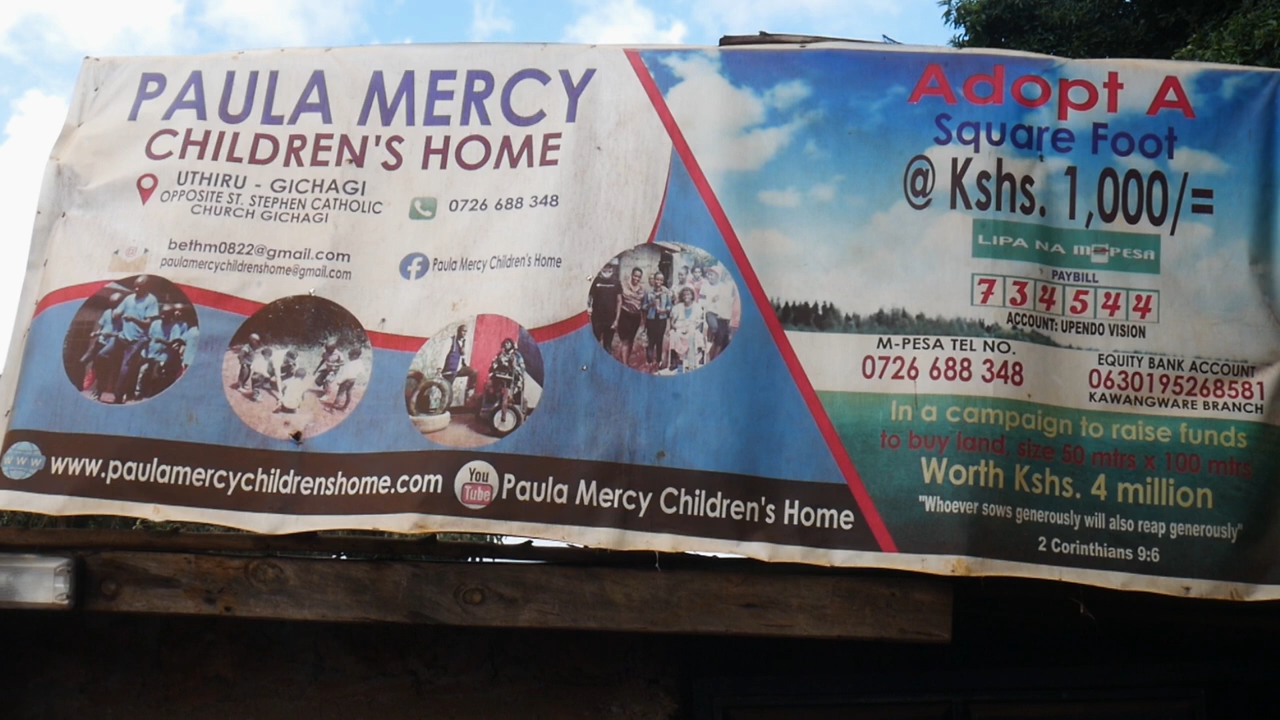 PAULA MERCY
CHILDREN'S HOME
UTHIRU - GICHAGI
OPPOSITE ST. STEPHEN CATHOLIC
CHURCH GICHAGI
0726 688 348
bethm0822@gmail.com
paulamercychildrenshome@gmail.com
Paula Mercy Children's Home
www
www.paulamercychildrenshome.com
You
Tube
Paula Mercy Children's Home
Adopt A
Square Foot
@ Kshs. 1,000/=
LIPA NA M-PESA
PAYBILL
734544
ACCOUNT: UPENDO VISION
M-PESA TEL NO.
0726 688 348
EQUITY BANK ACCOUNT
0630195268581
KAWANGWARE BRANCH
In a campaign to raise funds
to buy land, size 50 mtrs x 100 mtrs
Worth Kshs. 4 million
"Whoever sows generously will also reap generously"
2 Corinthians 9:6